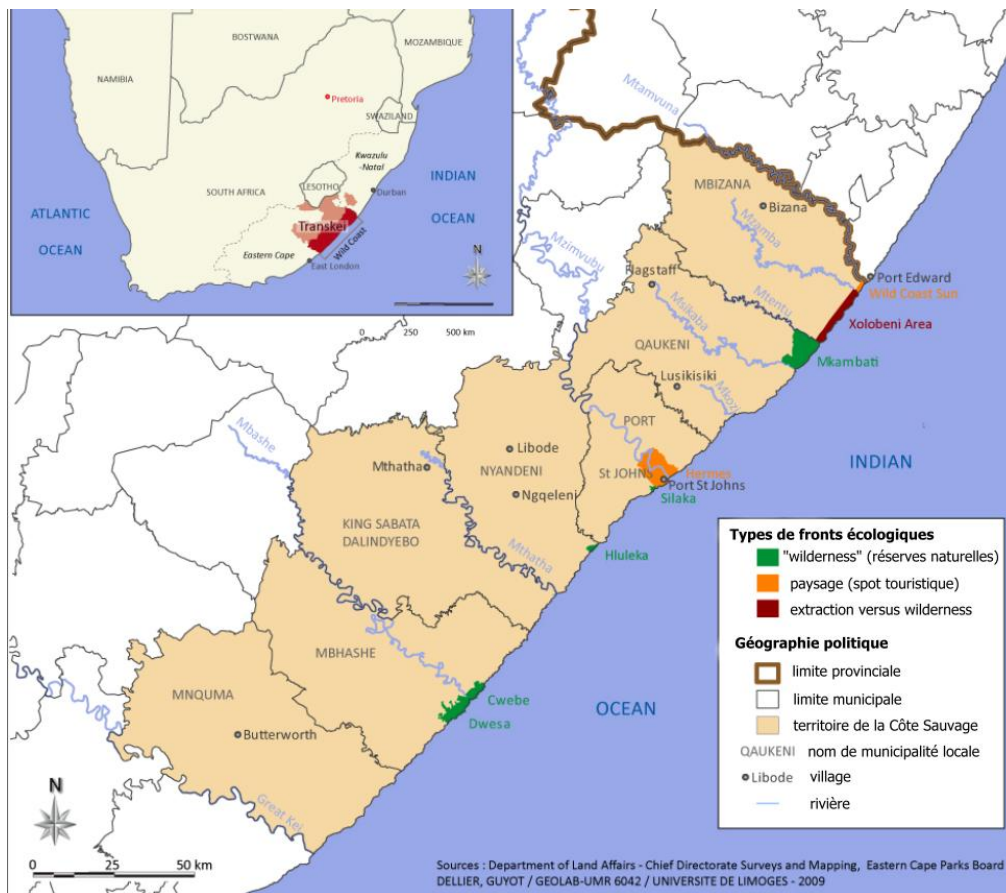 BOTSWANA
MOZAMBIQUE
NAMIBIA
Pretoria
SWAZILAND
Kwazulu
-Natal
SOUTH AFRICA
LESOTHO
Durban
INDIAN
OCEAN
ATLANTIC
OCEAN
Transkei
Wild Coast
Eastern Cape
East London
N
250
500 km
Mtamvuna
MBIZANA
Bizana
Mzamba
Mzimvubu
Port Edward
Wild Coast Sun
Flagstaff
Mtentu
Msikaba
Xolobeni Area
QAUKENI
Mkambati
Lusikisiki
Mkozi
PORT
St JOHNS
Mbashe
Libode
Mthatha
NYANDENI
Hermes
Port St Johns
Silaka
Ngqeleni
INDIAN
KING SABATA
DALINDYEBO
Mthatha
Hluleka
MBHASHE
MNQUMA
Cwebe
Dwesa
OCEAN
Butterworth
Great Kei
N
0
25
50 km
Types de fronts écologiques
"wilderness" (réserves naturelles)
paysage (spot touristique)
extraction versus wilderness
Géographie politique
limite provinciale
limite municipale
territoire de la Côte Sauvage
QAUKENI nom de municipalité locale
Libode village
rivière
Sources : Department of Land Affairs - Chief Directorate Surveys and Mapping, Eastern Cape Parks Board
DELLIER, GUYOT / GEOLAB-UMR 6042 / UNIVERSITE DE LIMOGES - 2009